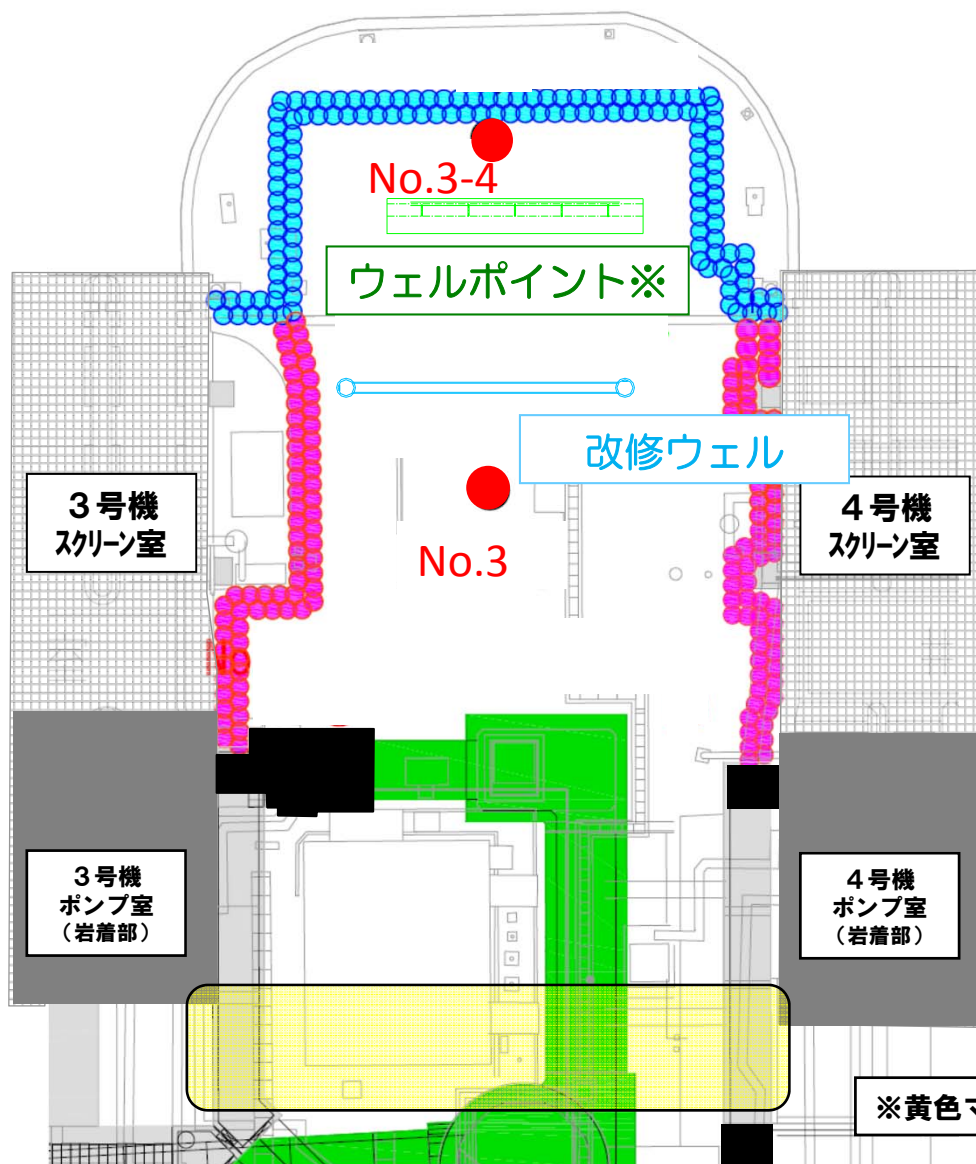 No.3-4
ウェルポイント※
改修ウェル
３号機
スクリーン室
４号機
スクリーン室
No.3
３号機
ポンプ室
（岩着部）
４号機
ポンプ室
（岩着部）
※黄色